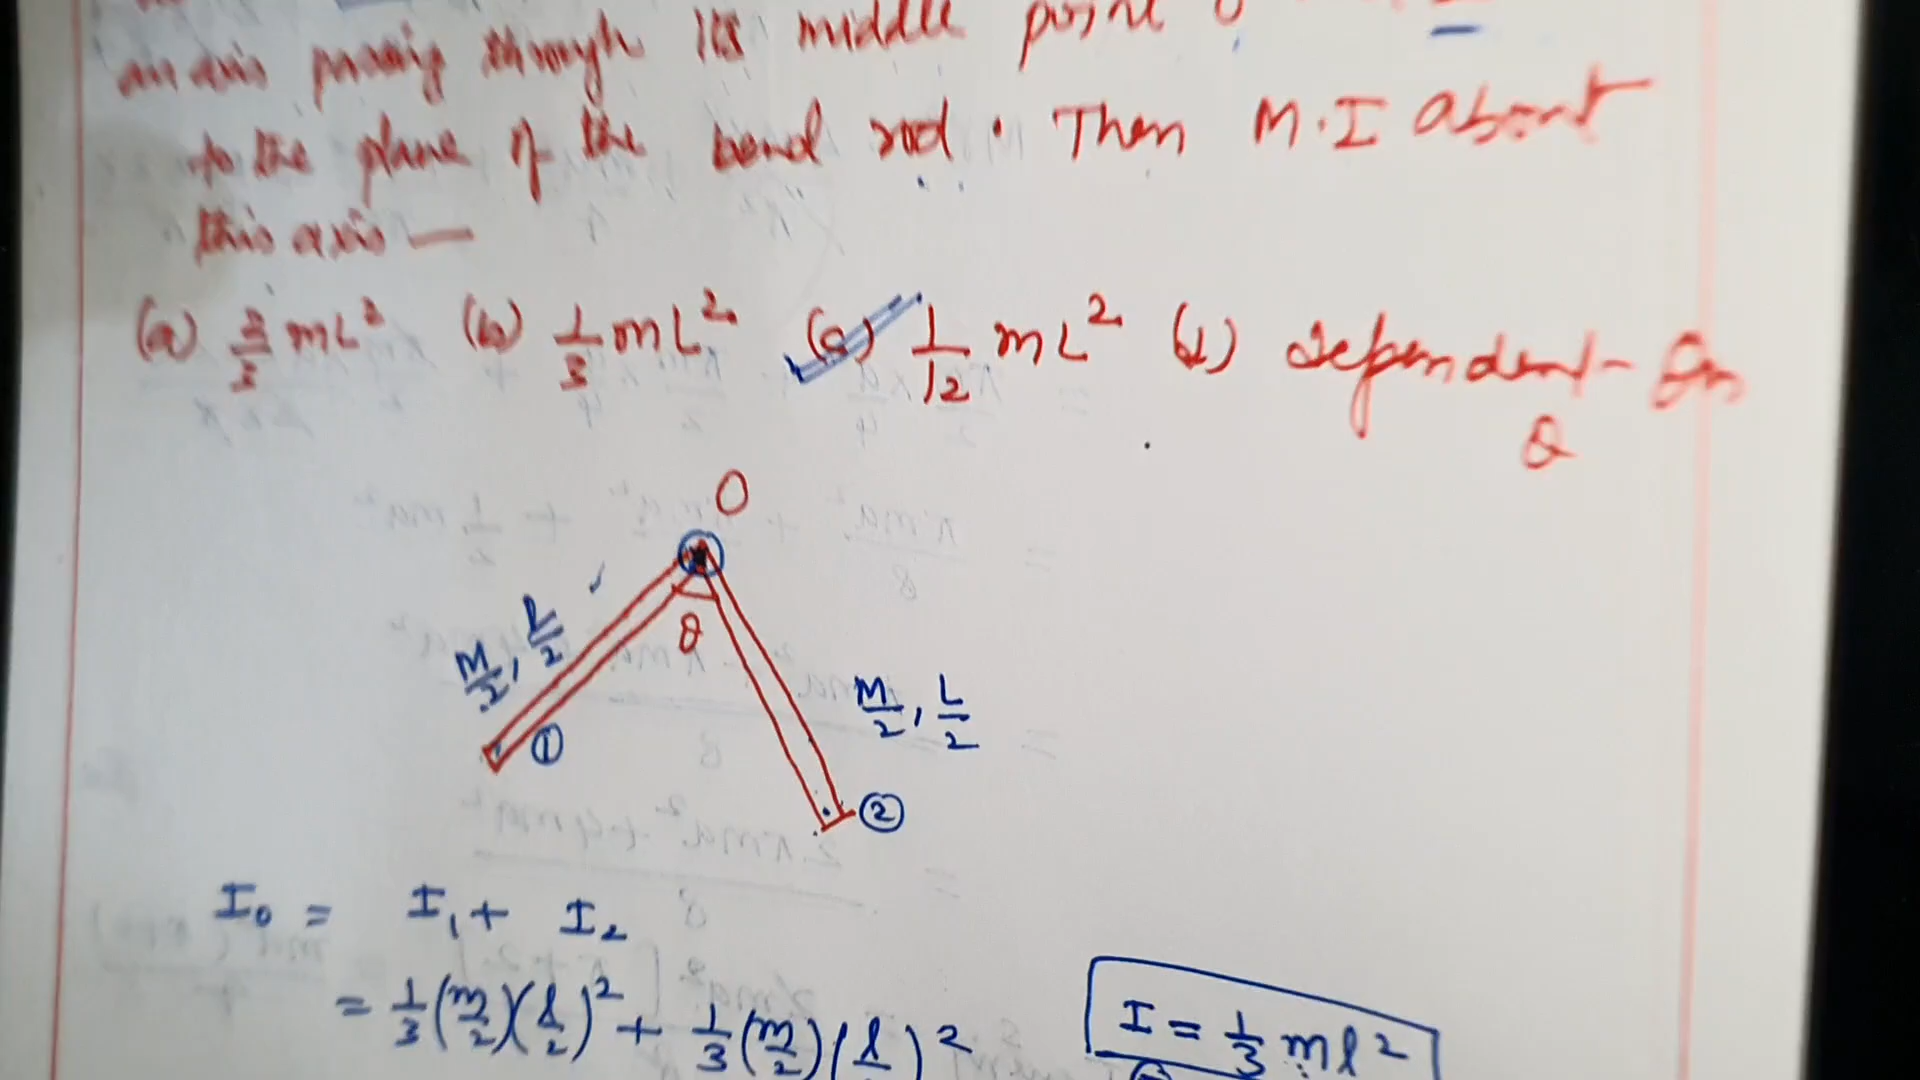 an axis passing through its middle point O
to the plane of the bend rod. Then M.I about
this axis —
(a) 2/3 mL² (b) 1/3 mL² (c) 1/12 mL² (d) dependent on
θ
O
θ
M/2, L/2
①
M/2, L/2
②
I₀ = I₁ + I₂
= 1/3 (m/2)(l/2)² + 1/3 (m/2)(l )²
I = 1/3 ml²